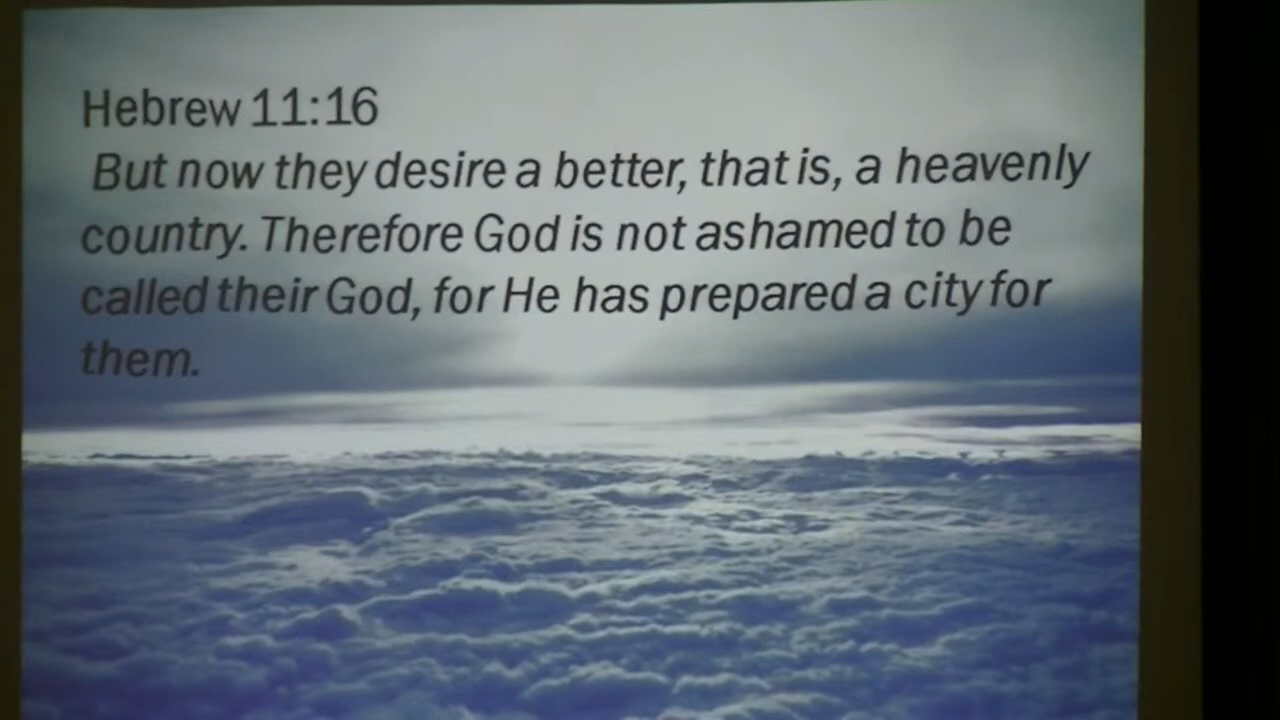 Hebrew 11:16
But now they desire a better, that is, a heavenly
country. Therefore God is not ashamed to be
called their God, for He has prepared a city for
them.